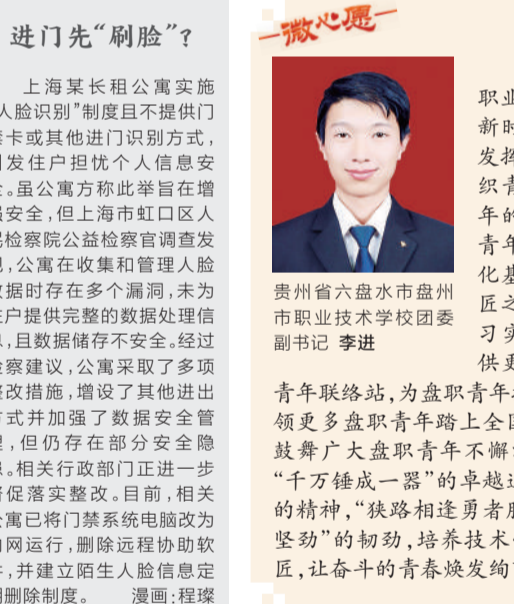 进门先“刷脸”？
上海某长租公寓实施
人脸识别”制度且不提供门
卡或其他进门识别方式，
发住户担忧个人信息安
。虽公寓方称此举旨在增
安全，但上海市虹口区人
检察院公益检察官调查发
，公寓在收集和管理人脸
据时存在多个漏洞，未为
户提供完整的数据处理信
，且数据储存不安全。经过
察建议，公寓采取了多项
改措施，增设了其他进出
式并加强了数据安全管
，但仍存在部分安全隐
。相关行政部门正进一步
促落实整改。目前，相关
寓已将门禁系统电脑改为
网运行，删除远程协助软
，并建立陌生人脸信息定
删除制度。 漫画：程璨
微心愿
贵州省六盘水市盘州
市职业技术学校团委
副书记 李进
职业
新时
发挥
织青
年的
青年
化基
匠之
习实
供更
青年联络站，为盘职青年
领更多盘职青年踏上全国
鼓舞广大盘职青年不懈
“千万锤成一器”的卓越
的精神，“狭路相逢勇者
坚劲”的韧劲，培养技术
匠，让奋斗的青春焕发绚